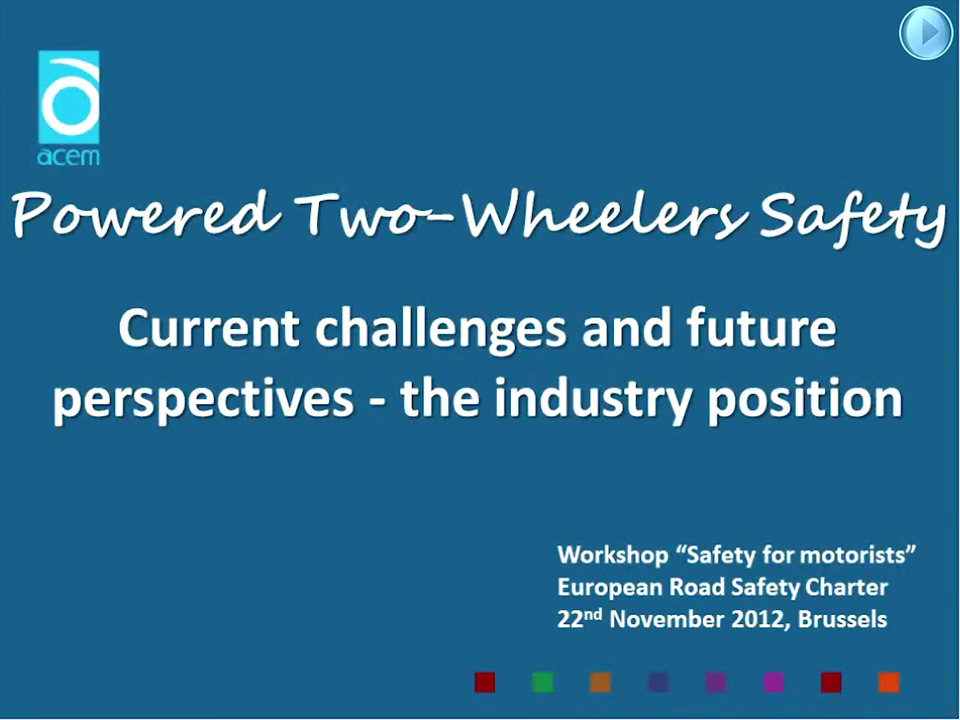 acem
Powered Two-Wheelers Safety
Current challenges and future
perspectives - the industry position
Workshop “Safety for motorists”
European Road Safety Charter
22nd November 2012, Brussels